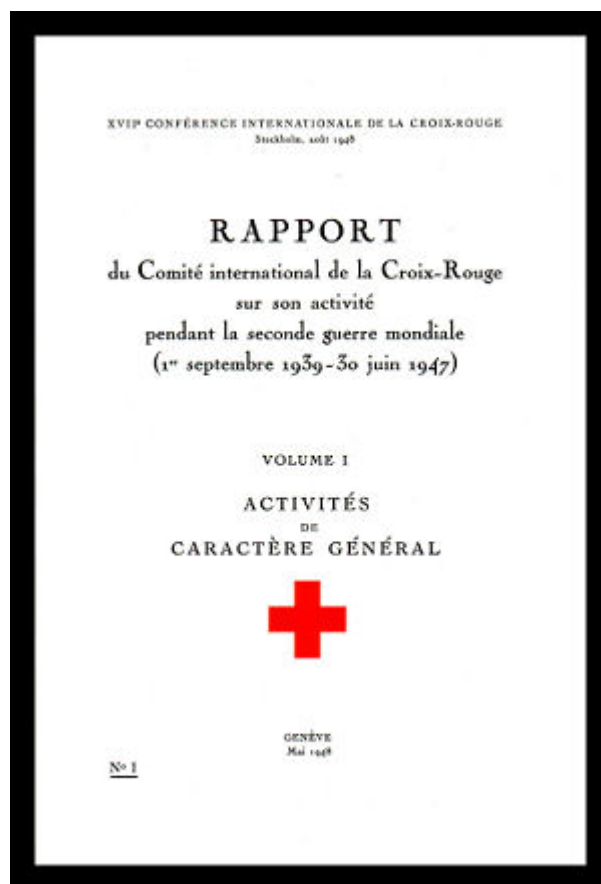 XVIIᵉ CONFÉRENCE INTERNATIONALE DE LA CROIX-ROUGE
Stockholm, août 1948
RAPPORT
du Comité international de la Croix-Rouge
sur son activité
pendant la seconde guerre mondiale
(1ᵉʳ septembre 1939-30 juin 1947)
VOLUME I
ACTIVITÉS
DE
CARACTÈRE GÉNÉRAL
GENÈVE
Mai 1948
Nº 1